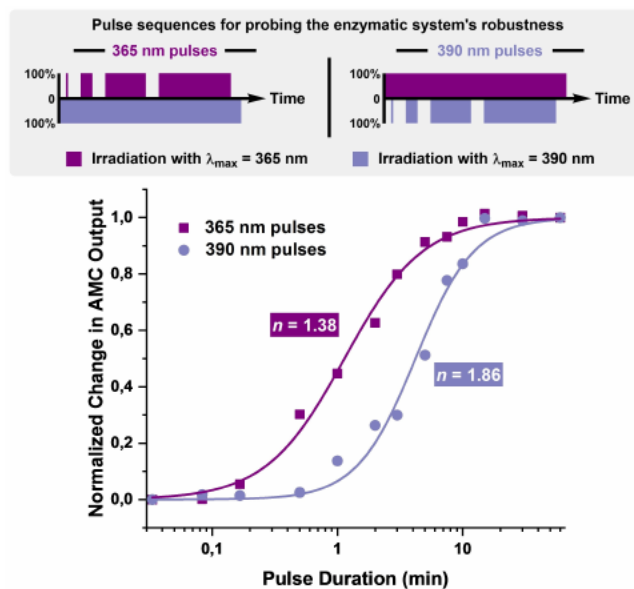 Pulse sequences for probing the enzymatic system's robustness
365 nm pulses
390 nm pulses
100%
0
100%
Time
100%
0
100%
Time
Irradiation with λmax = 365 nm
Irradiation with λmax = 390 nm
365 nm pulses
390 nm pulses
n = 1.38
n = 1.86
Normalized Change in AMC Output
1,0
0,8
0,6
0,4
0,2
0,0
0,1
1
10
Pulse Duration (min)